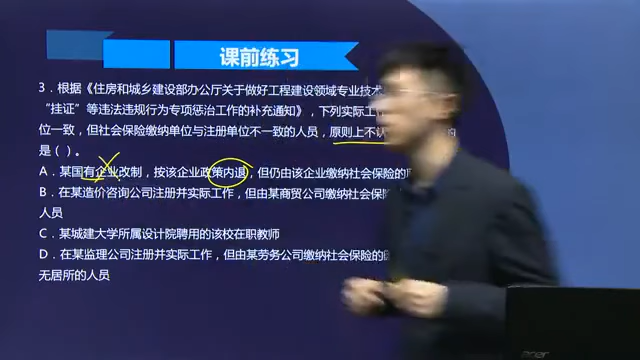 课前练习
3．根据《住房和城乡建设部办公厅关于做好工程建设领域专业技术
“挂证”等违法违规行为专项惩治工作的补充通知》，下列实际工
位一致，但社会保险缴纳单位与注册单位不一致的人员，原则上不认
的
是（ ）。
A．某国有企业改制，按该企业政策内退，但仍由该企业缴纳社会保险的
B．在某造价咨询公司注册并实际工作，但由某商贸公司缴纳社会保险
人员
C．某城建大学所属设计院聘用的该校在职教师
D．在某监理公司注册并实际工作，但由某劳务公司缴纳社会保险的
无居所的人员
acer